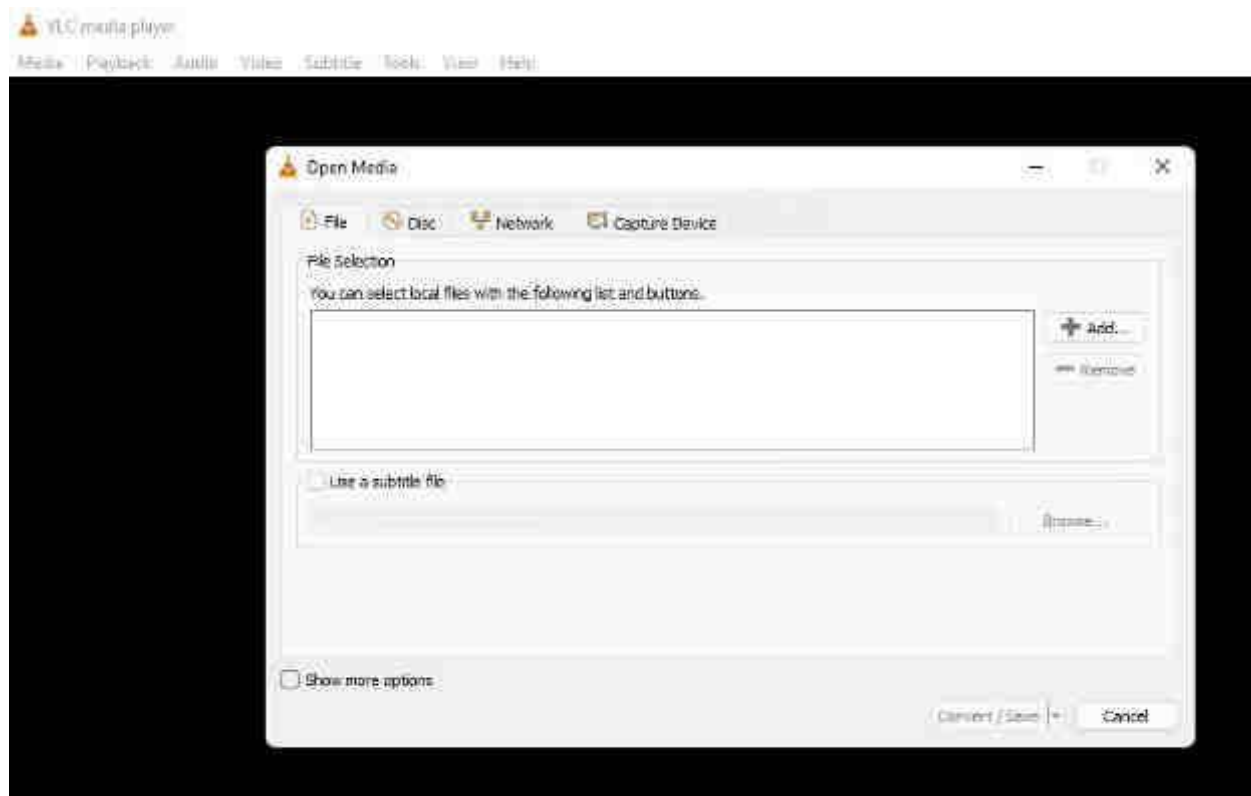 VLC media player
Media Playback Audio Video Subtitle Tools View Help
Open Media
File Disc Network Capture Device
File Selection
You can select local files with the following list and buttons.
Add...
Remove
Use a subtitle file
Browse...
Show more options
Convert / Save Cancel